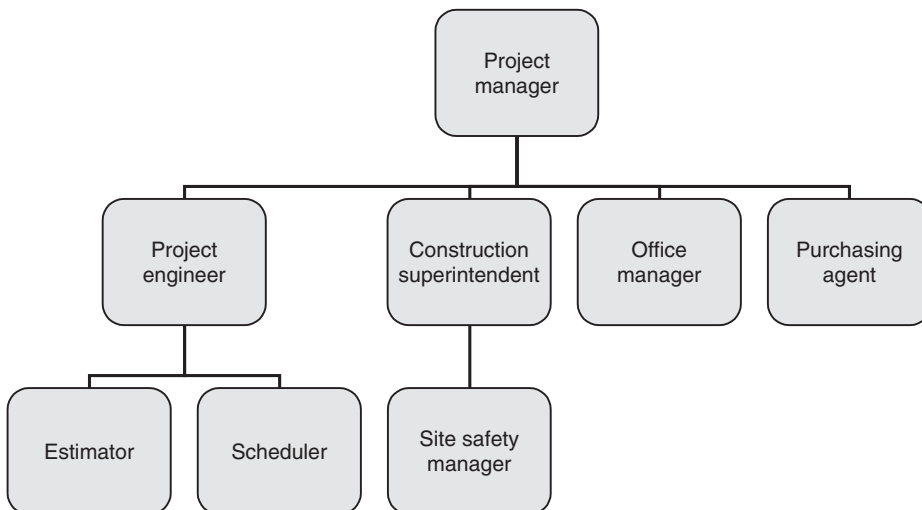 Project
manager
Project
engineer
Construction
superintendent
Office
manager
Purchasing
agent
Estimator
Scheduler
Site safety
manager